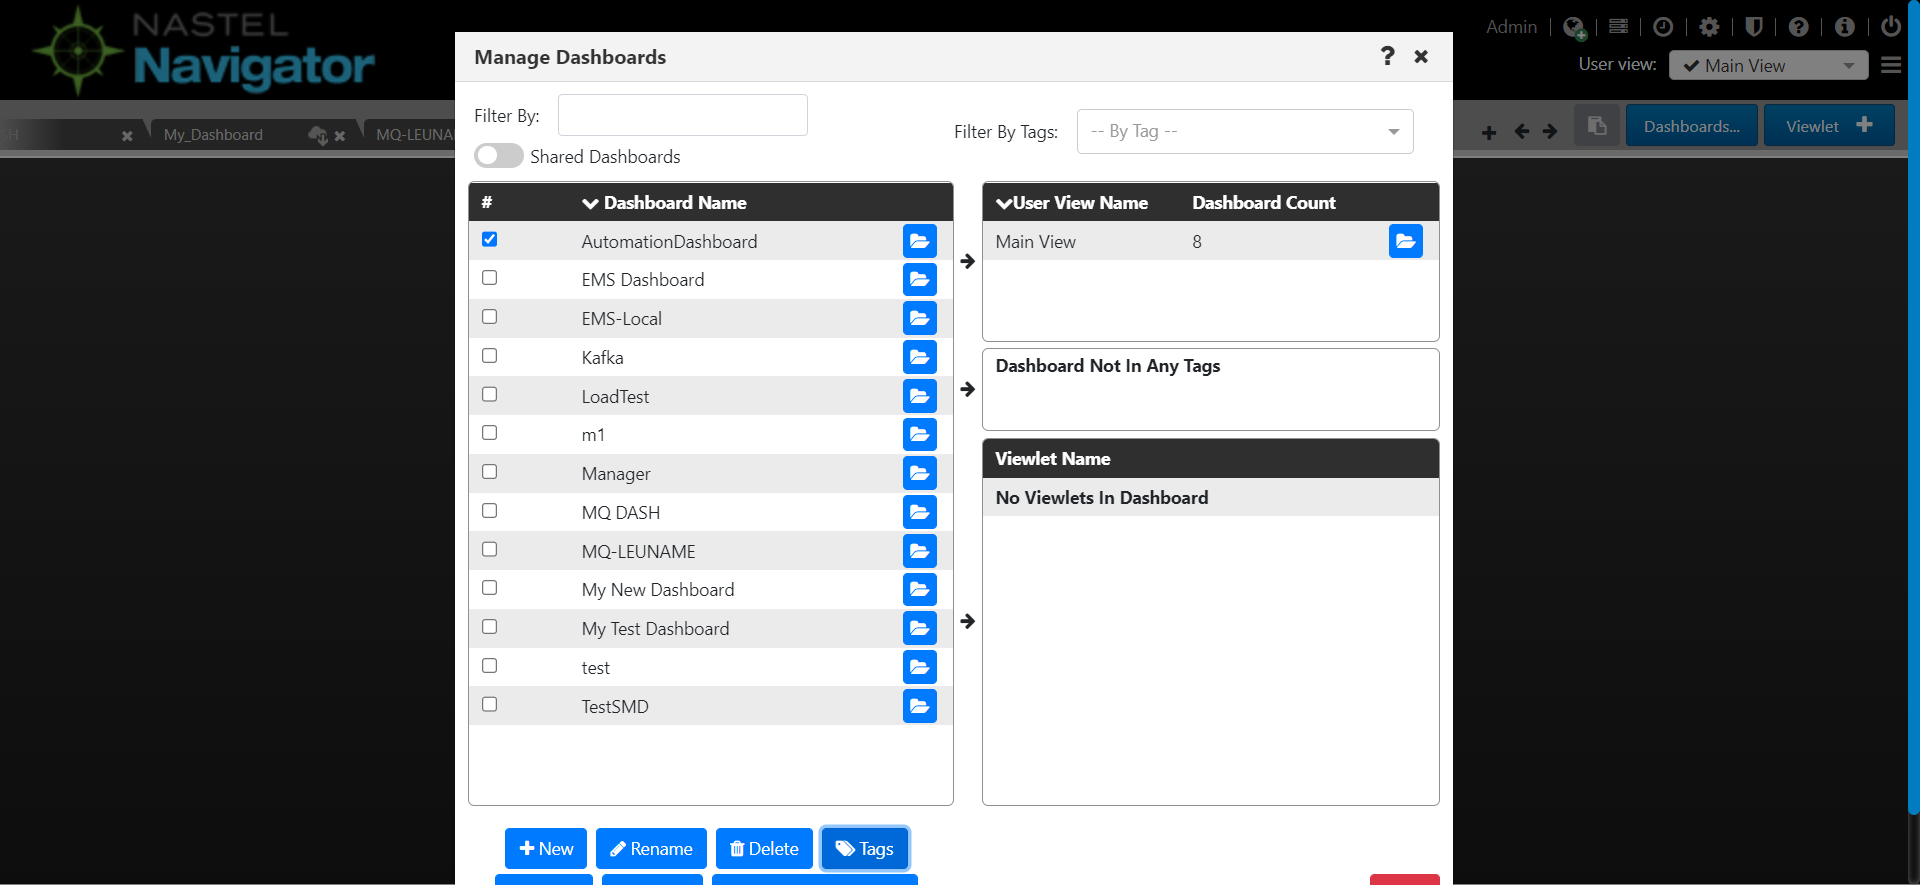 NASTEL
Navigator
Admin
User view:
Main View
SH
My_Dashboard
MQ-LEUNA
Dashboards...
Viewlet
Manage Dashboards
Filter By:
Filter By Tags:
-- By Tag --
Shared Dashboards
# Dashboard Name
AutomationDashboard
EMS Dashboard
EMS-Local
Kafka
LoadTest
m1
Manager
MQ DASH
MQ-LEUNAME
My New Dashboard
My Test Dashboard
test
TestSMD
User View Name Dashboard Count
Main View 8
Dashboard Not In Any Tags
Viewlet Name
No Viewlets In Dashboard
New
Rename
Delete
Tags